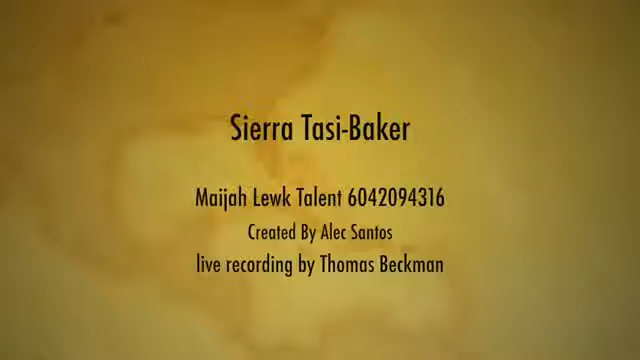 Sierra Tasi-Baker
Maijah Lewk Talent 6042094316
Created By Alec Santos
live recording by Thomas Beckman